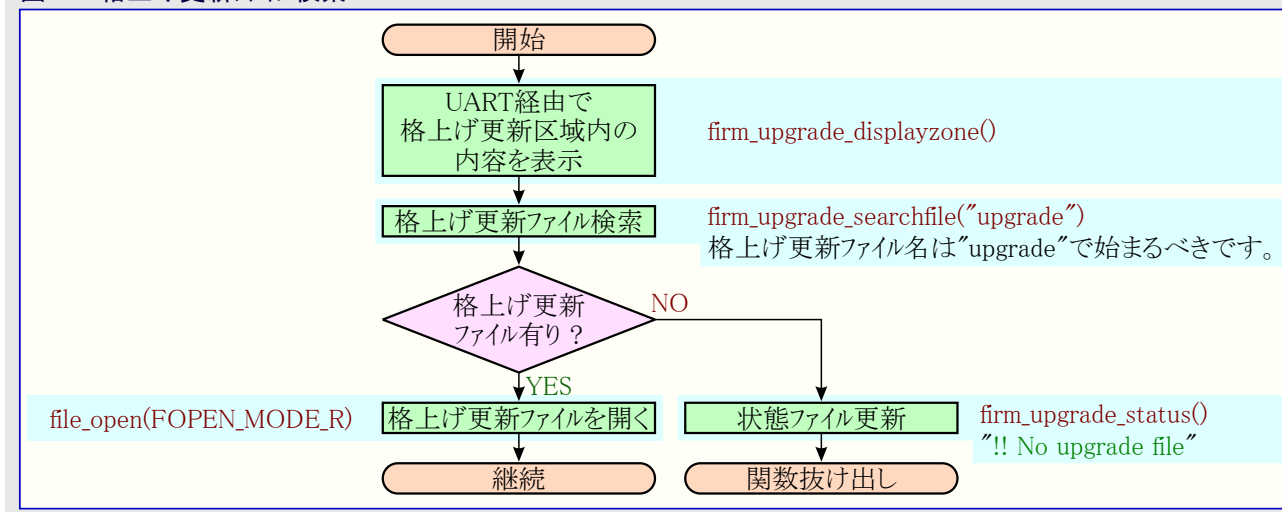 開始
UART経由で
格上げ更新区域内の
内容を表示
firm_upgrade_displayzone()
格上げ更新ファイル検索
firm_upgrade_searchfile("upgrade")
格上げ更新ファイル名は"upgrade"で始まるべきです。
格上げ更新
ファイル有り?
NO
YES
file_open(FOPEN_MODE_R)
格上げ更新ファイルを開く
状態ファイル更新
firm_upgrade_status()
"!! No upgrade file"
継続
関数抜け出し